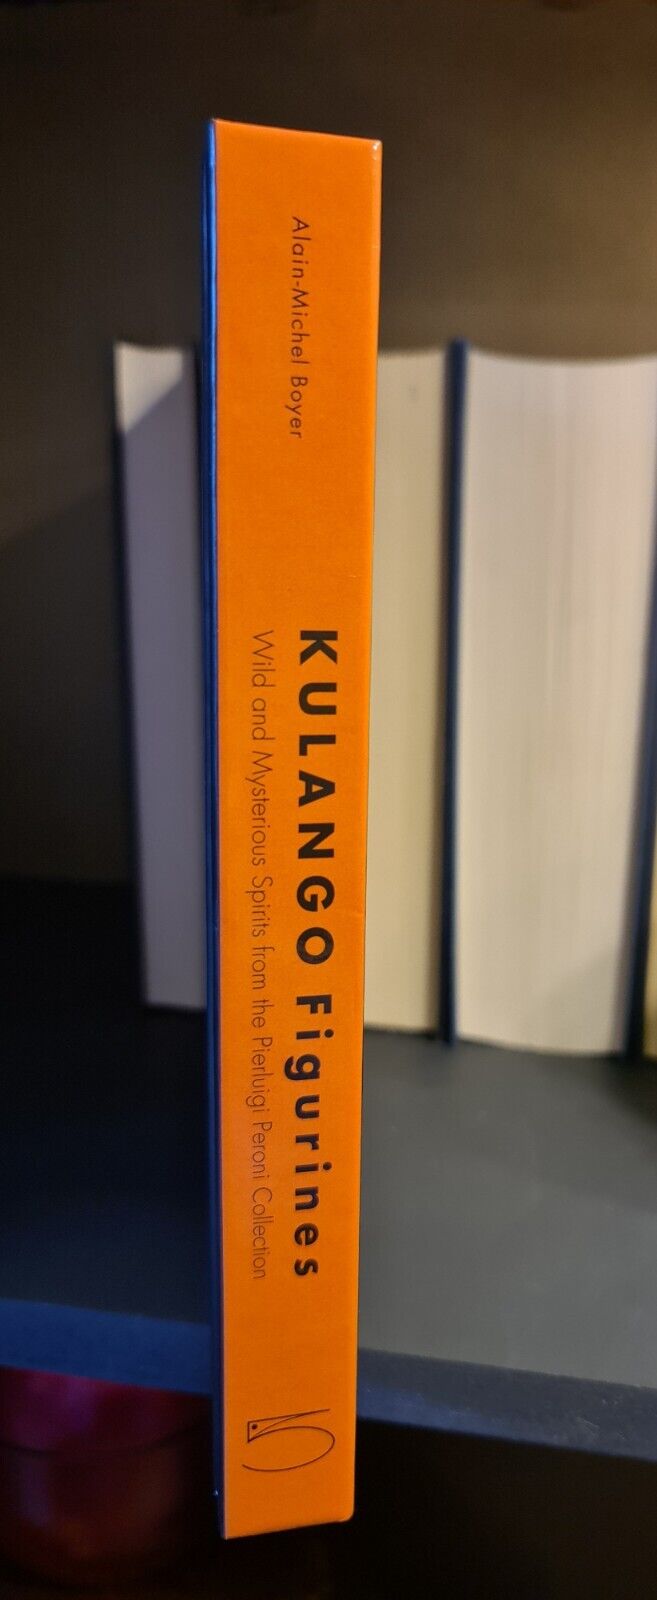 Alain-Michel Boyer
KULANGO Figurines
Wild and Mysterious Spirits from the Pierluigi Peroni Collection